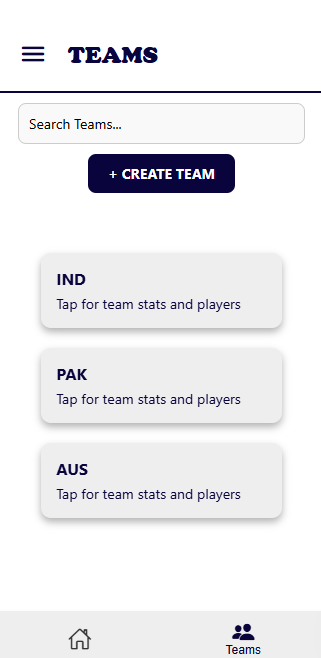 TEAMS
Search Teams...
+ CREATE TEAM
IND
Tap for team stats and players
PAK
Tap for team stats and players
AUS
Tap for team stats and players
Teams